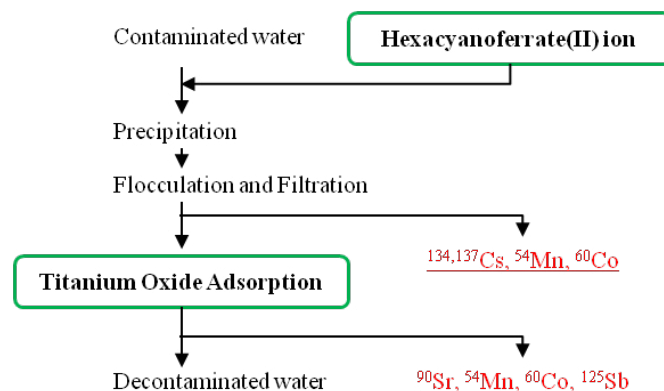 Contaminated water
Hexacyanoferrate(II) ion
Precipitation
Flocculation and Filtration
¹³⁴,¹³⁷Cs, ⁵⁴Mn, ⁶⁰Co
Titanium Oxide Adsorption
Decontaminated water
⁹⁰Sr, ⁵⁴Mn, ⁶⁰Co, ¹²⁵Sb